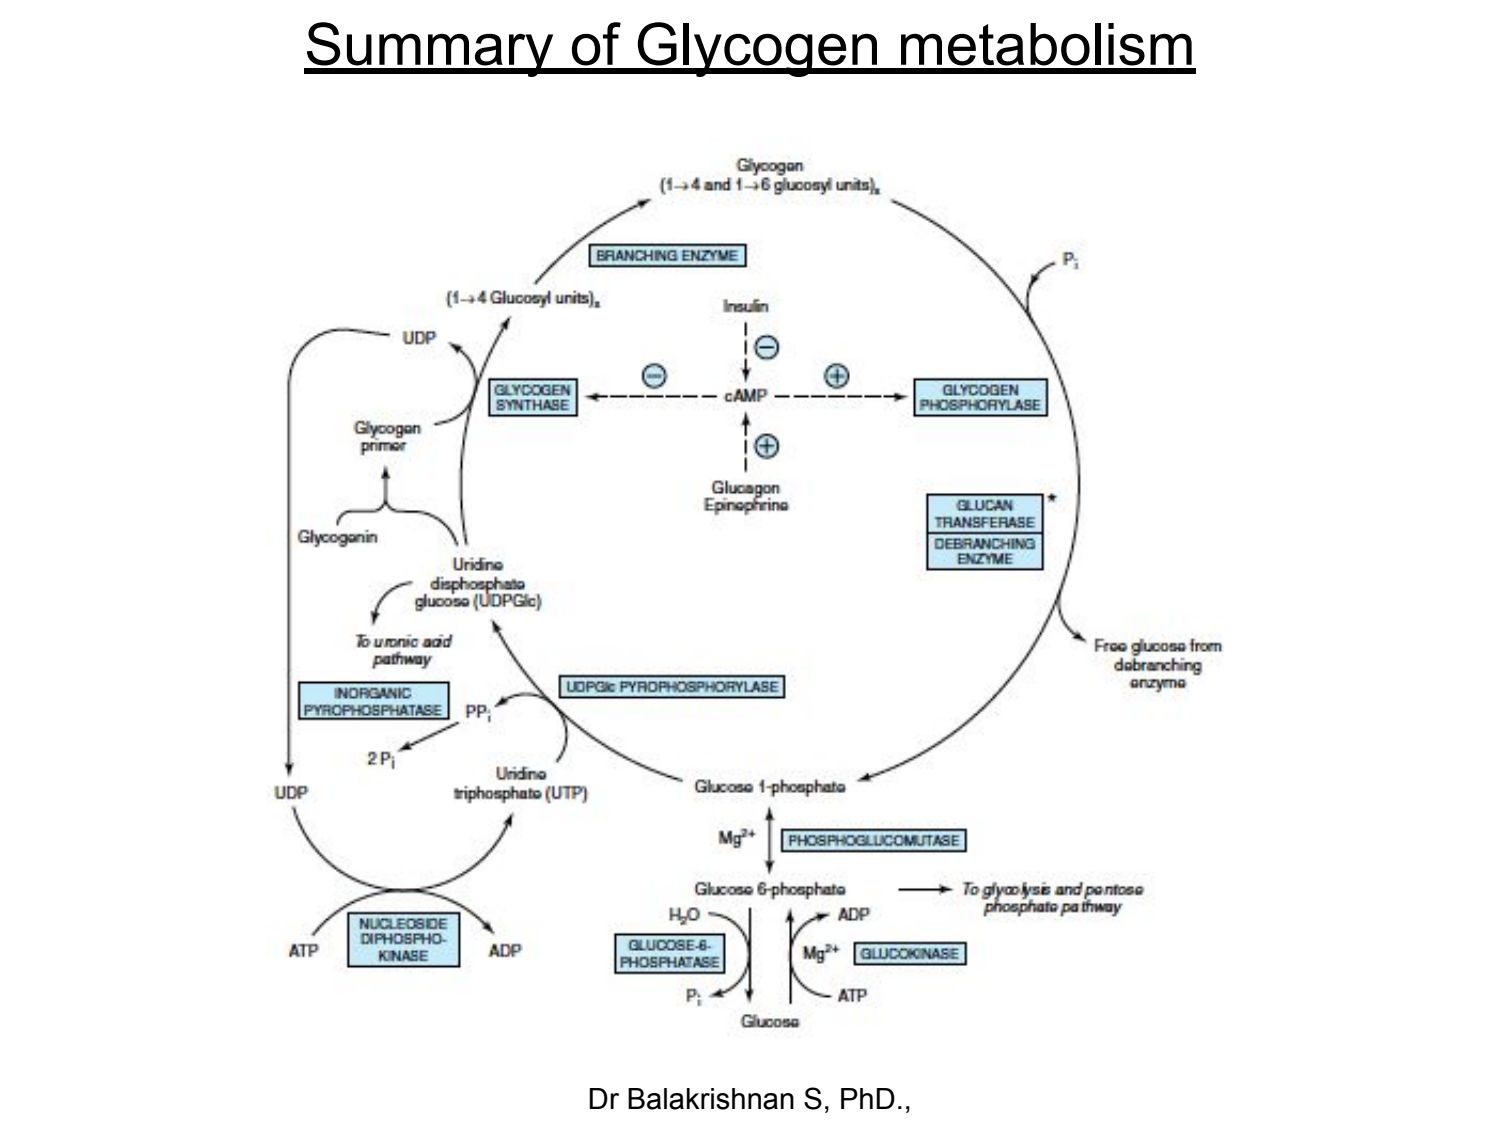 Summary of Glycogen metabolism
Glycogen
(1→4 and 1→6 glucosyl units)ₓ
BRANCHING ENZYME
Pi
(1→4 Glucosyl units)ₓ
Insulin
UDP
−
−
+
GLYCOGEN
SYNTHASE
cAMP
GLYCOGEN
PHOSPHORYLASE
Glycogen
primer
+
Glucagon
Epinephrine
GLUCAN
TRANSFERASE
*
DEBRANCHING
ENZYME
Glycogenin
Uridine
disphosphate
glucose (UDPGlc)
To uronic acid
pathway
Free glucose from
debranching
enzyme
INORGANIC
PYROPHOSPHATASE
UDPGlc PYROPHOSPHORYLASE
PPi
2 Pi
Uridine
triphosphate (UTP)
UDP
Glucose 1-phosphate
Mg²⁺
PHOSPHOGLUCOMUTASE
Glucose 6-phosphate
To glycolysis and pentose
phosphate pathway
H₂O
ADP
NUCLEOSIDE
DIPHOSPHO-
KINASE
ATP
ADP
GLUCOSE-6-
PHOSPHATASE
Mg²⁺
GLUCOKINASE
Pi
ATP
Glucose
Dr Balakrishnan S, PhD.,